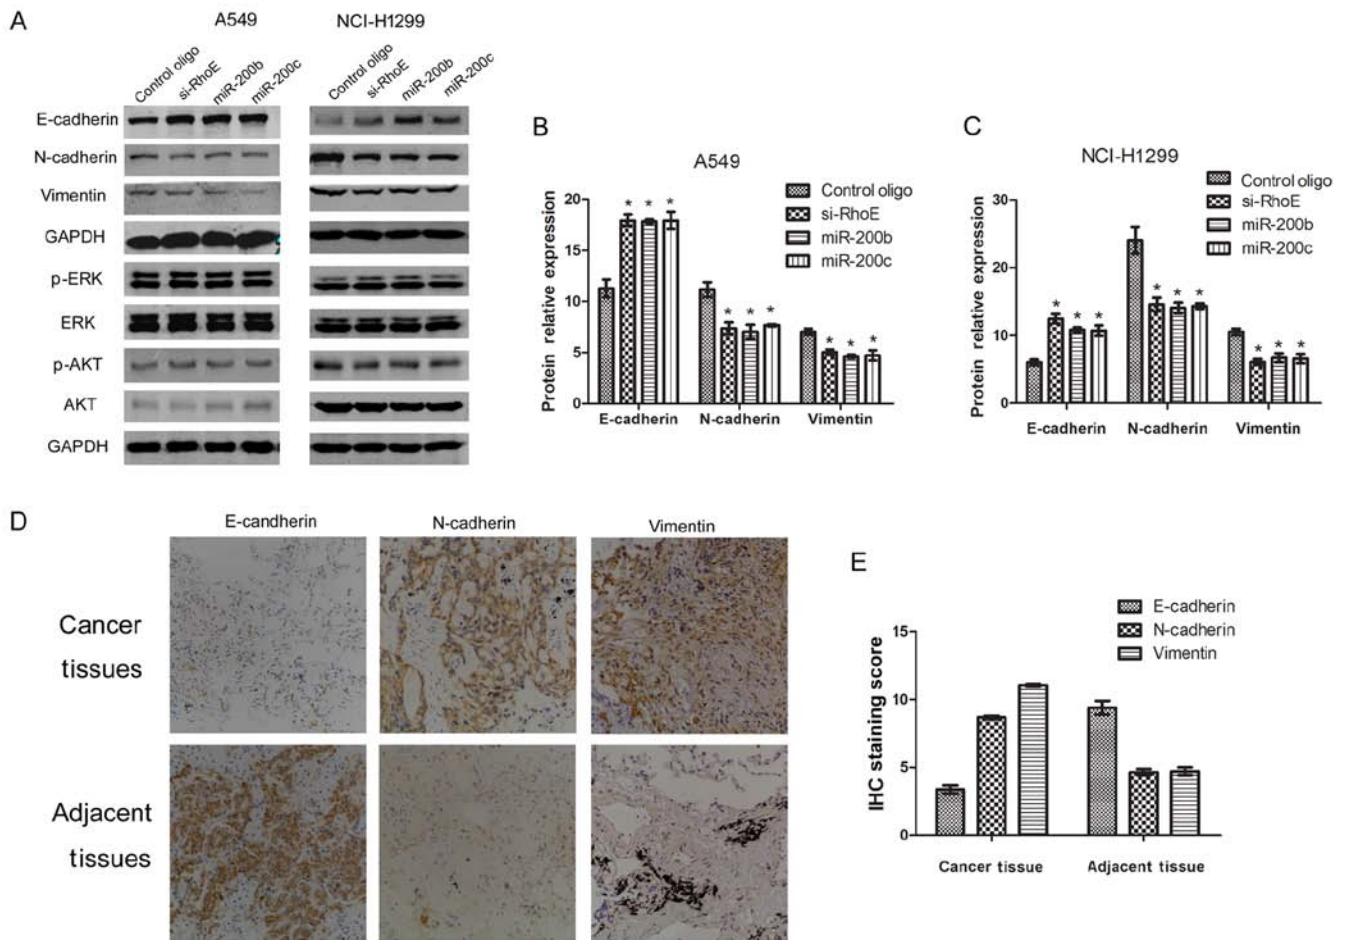 A
A549
NCI-H1299
Control oligo
si-RhoE
miR-200b
miR-200c
Control oligo
si-RhoE
miR-200b
miR-200c
E-cadherin
N-cadherin
Vimentin
GAPDH
p-ERK
ERK
p-AKT
AKT
GAPDH
B
A549
Protein relative expression
20
15
10
5
0
E-cadherin
N-cadherin
Vimentin
* * *
* * *
* * *
Control oligo
si-RhoE
miR-200b
miR-200c
C
NCI-H1299
Protein relative expression
30
20
10
0
E-cadherin
N-cadherin
Vimentin
* * *
* * *
* * *
Control oligo
si-RhoE
miR-200b
miR-200c
D
E-candherin
N-cadherin
Vimentin
Cancer
tissues
Adjacent
tissues
E
IHC staining score
15
10
5
0
Cancer tissue
Adjacent tissue
E-cadherin
N-cadherin
Vimentin